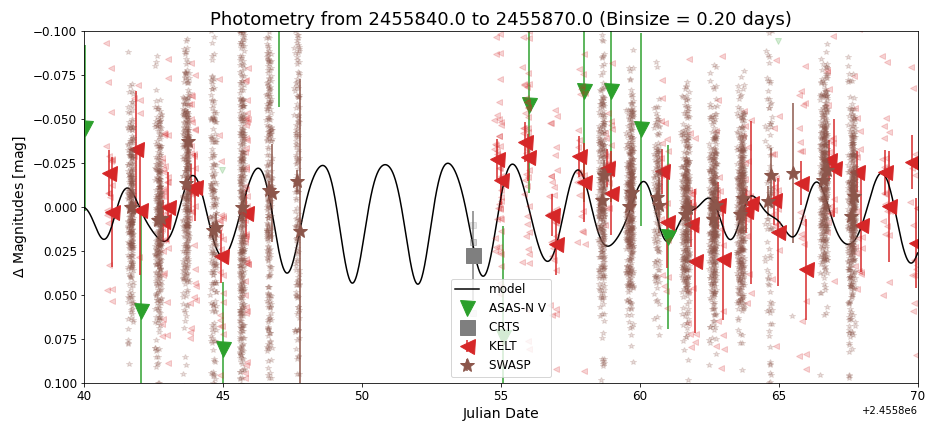 Photometry from 2455840.0 to 2455870.0 (Binsize = 0.20 days)
−0.100
−0.075
−0.050
−0.025
0.000
0.025
0.050
0.075
0.100
Δ Magnitudes [mag]
model
ASAS-N V
CRTS
KELT
SWASP
40 45 50 55 60 65 70
Julian Date
+2.4558e6